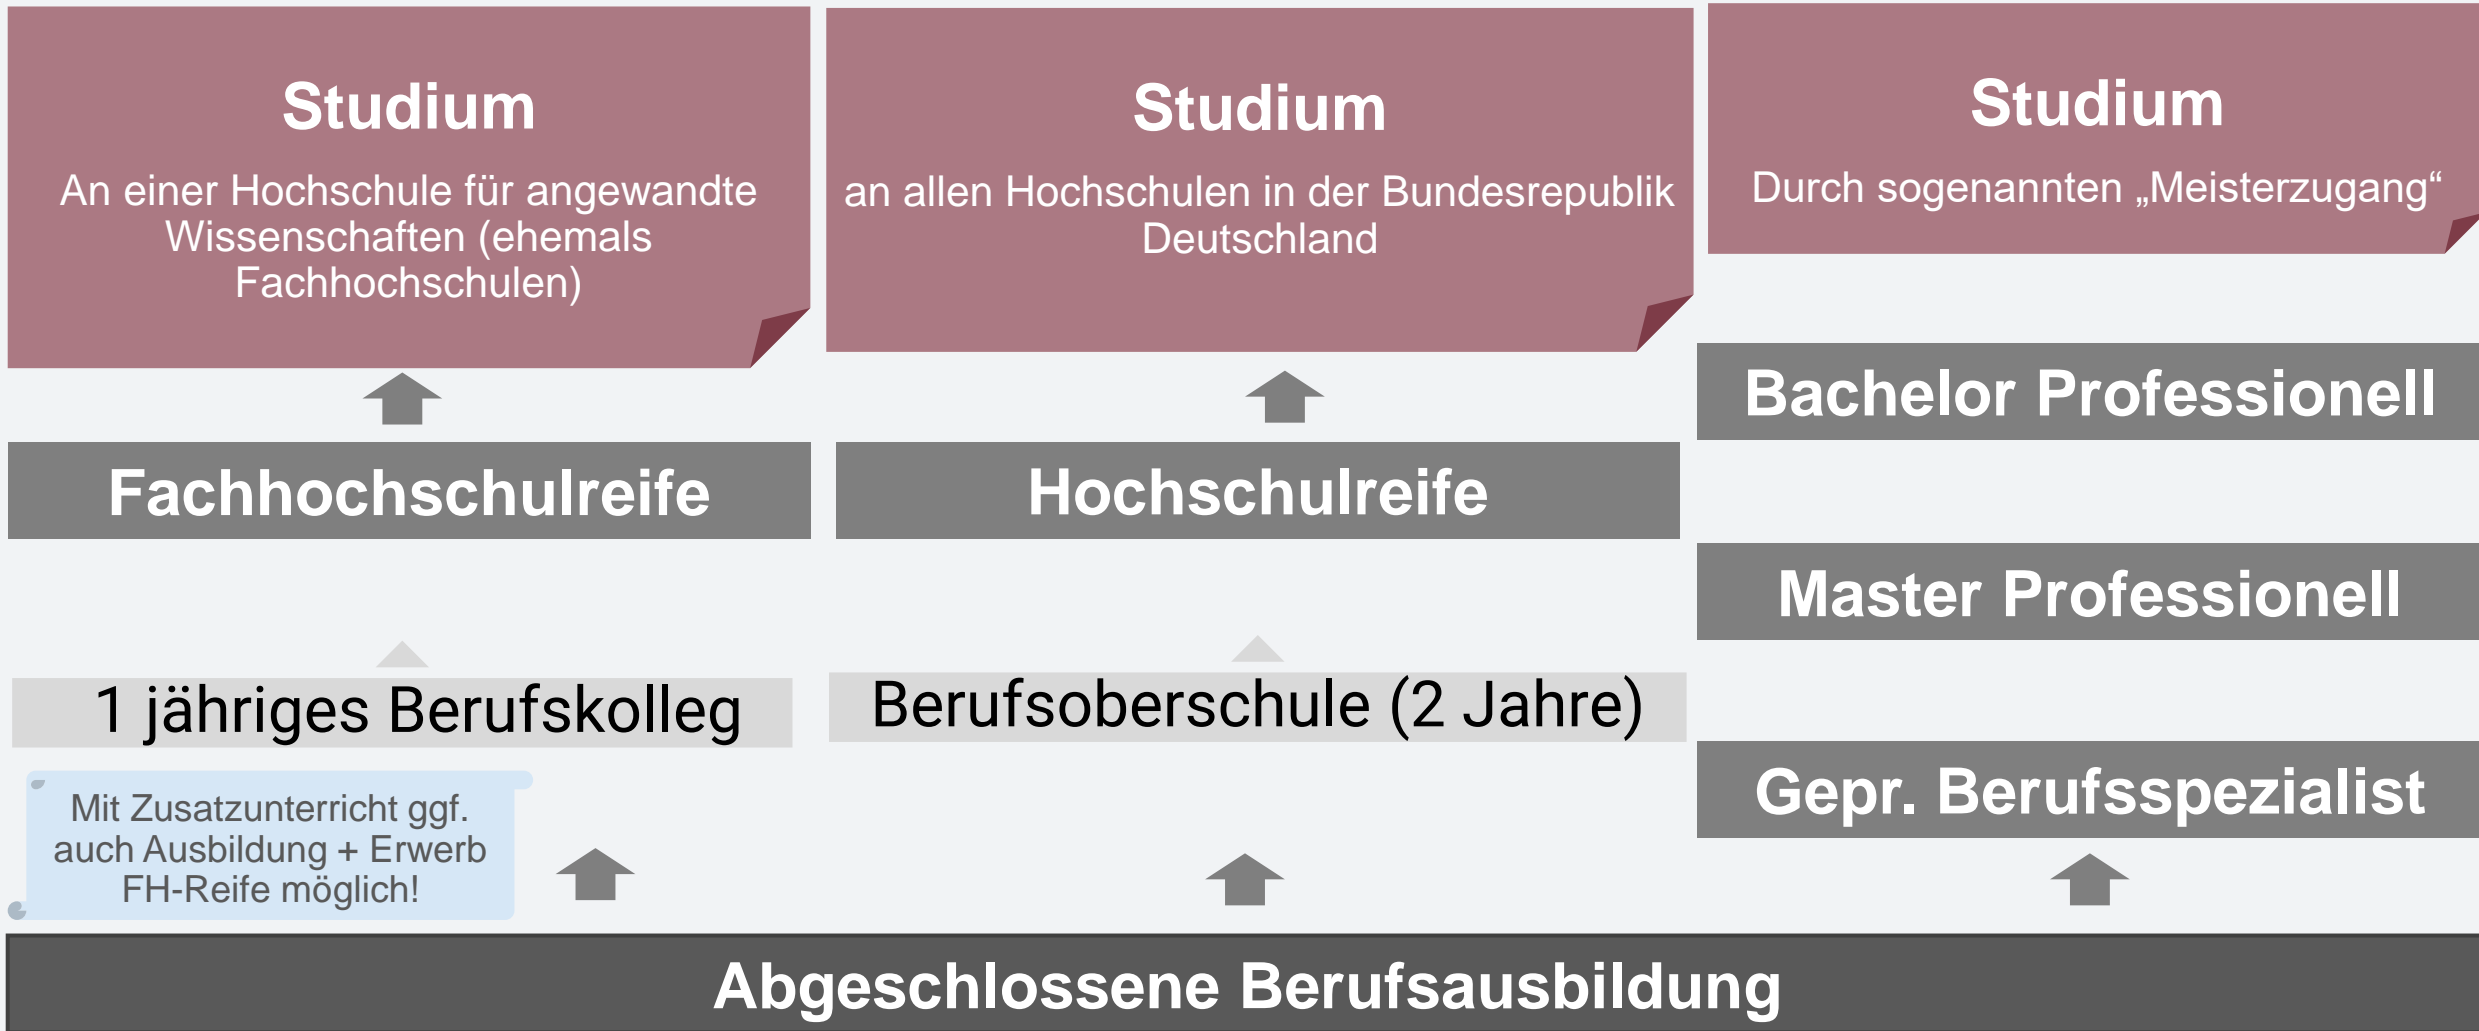 Studium
An einer Hochschule für angewandte
Wissenschaften (ehemals
Fachhochschulen)
Studium
an allen Hochschulen in der Bundesrepublik
Deutschland
Studium
Durch sogenannten „Meisterzugang“
Fachhochschulreife
Hochschulreife
Bachelor Professionell
Master Professionell
1 jähriges Berufskolleg
Berufsoberschule (2 Jahre)
Gepr. Berufsspezialist
Mit Zusatzunterricht ggf.
auch Ausbildung + Erwerb
FH-Reife möglich!
Abgeschlossene Berufsausbildung